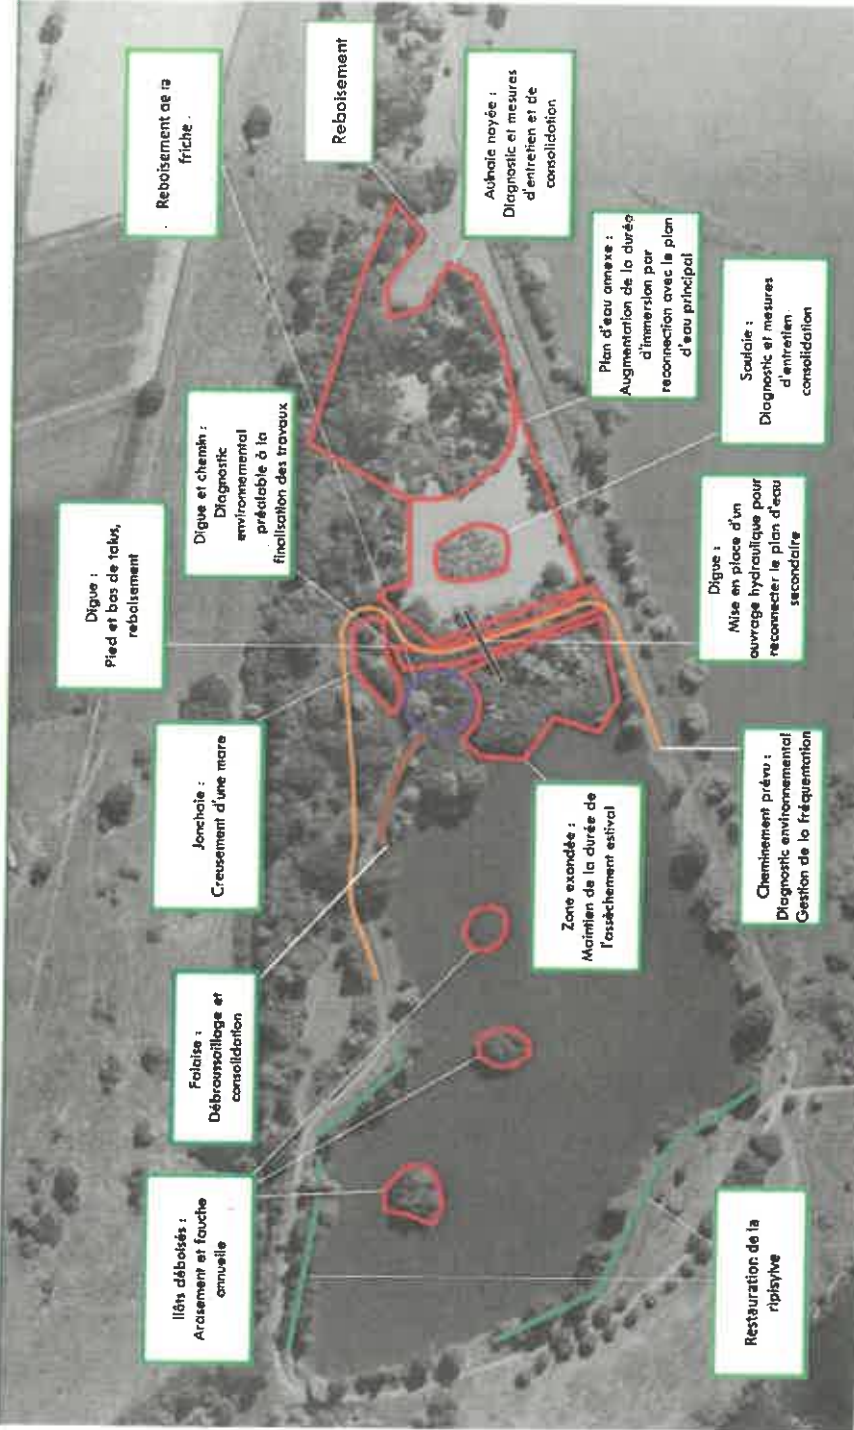 Ilôts déboisés :
Arasement et fauche
annuelle
Falaise :
Débroussaillage et
consolidation
Jonchaie :
Creusement d'une mare
Digue :
Pied et bas de talus,
reboisement
Digue et chemin :
Diagnostic
environnemental
préalable à la
finalisation des travaux
Reboisement de la
friche
Reboisement
Aulnaie noyée :
Diagnostic et mesures
d'entretien et de
consolidation
Plan d'eau annexe :
Augmentation de la durée
d'immersion par
reconnection avec le plan
d'eau principal
Saulaie :
Diagnostic et mesures
d'entretien
consolidation
Digue :
Mise en place d'un
ouvrage hydraulique pour
reconnecter le plan d'eau
secondaire
Zone exondée :
Maintien de la durée de
l'assèchement estival
Cheminement prévu :
Diagnostic environnemental
Gestion de la fréquentation
Restauration de la
ripisylve